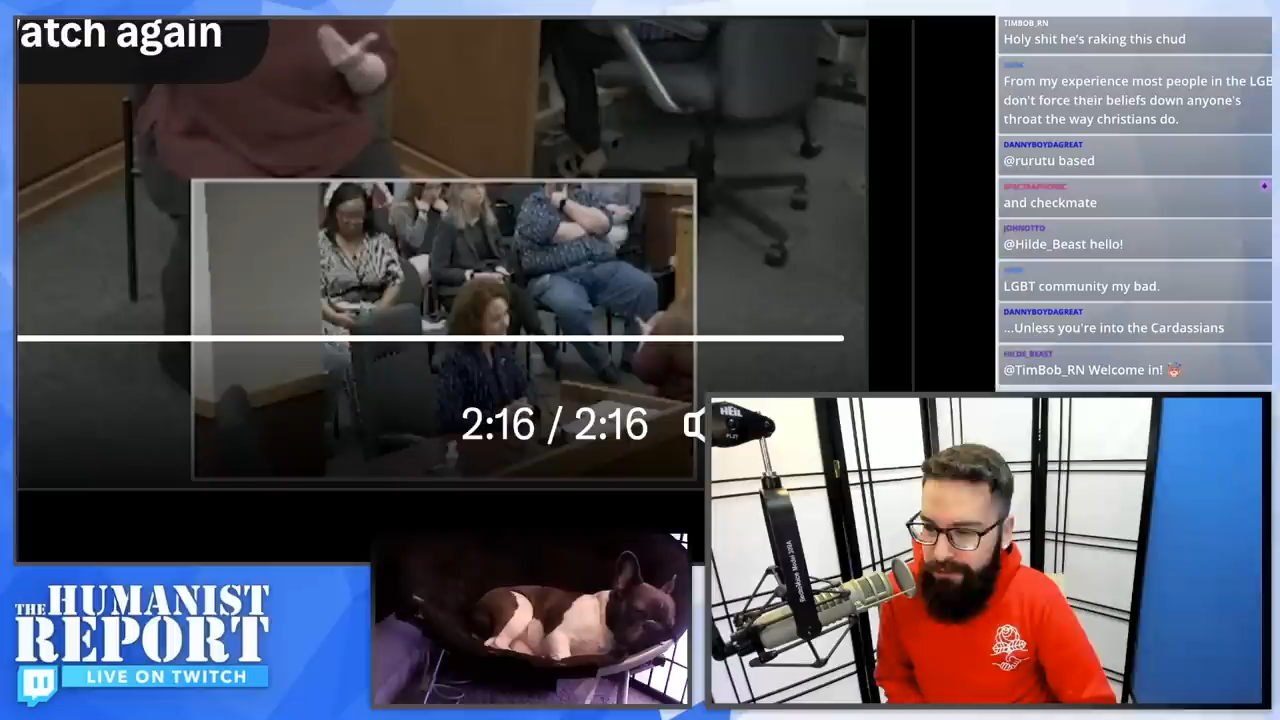 atch again
2:16 / 2:16
TIMBOB_RN
Holy shit he's raking this chud
From my experience most people in the LGB
don't force their beliefs down anyone's
throat the way christians do.
DANNYBOYDAGREAT
@rurutu based
SPECTRAPHONIC
and checkmate
JOHNOTTO
@Hilde_Beast hello!
LGBT community my bad.
DANNYBOYDAGREAT
...Unless you're into the Cardassians
HILDE_BEAST
@TimBob_RN Welcome in!
HEIL
THE HUMANIST
REPORT
LIVE ON TWITCH